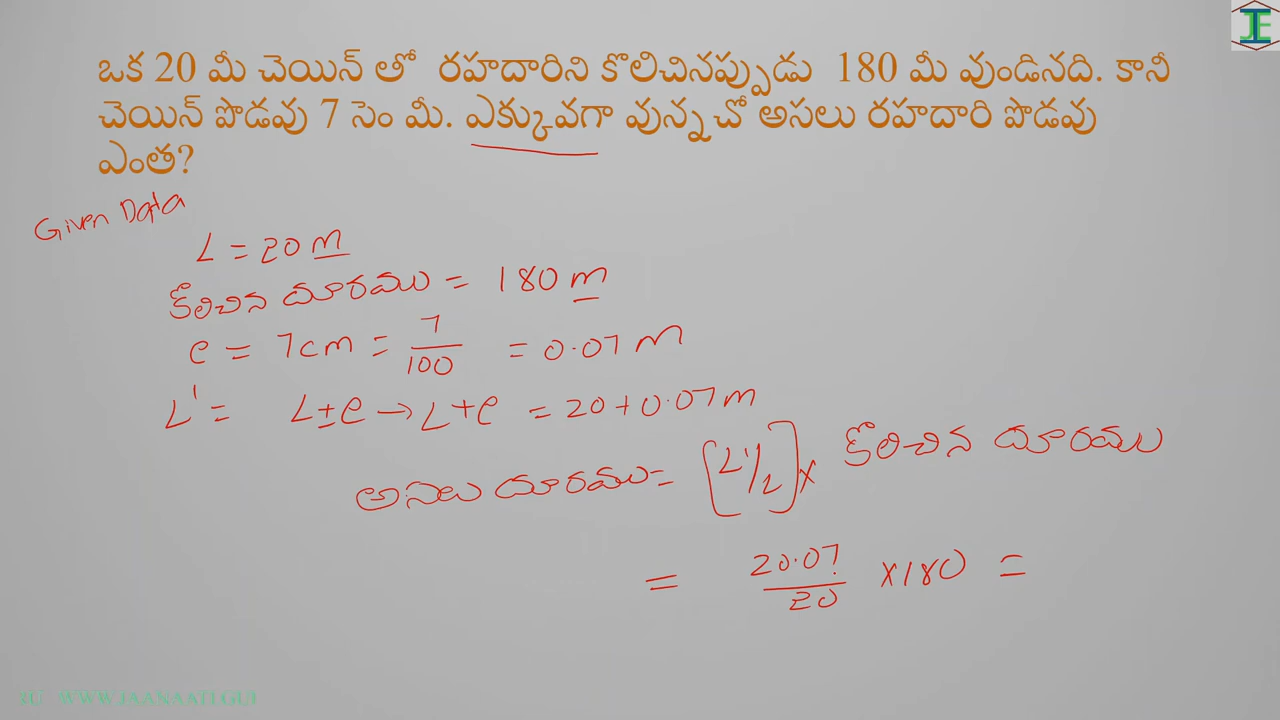 ఒక 20 మీ చెయిన్ తో రహదారిని కొలిచినప్పుడు 180 మీ వుండినది. కానీ
చెయిన్ పొడవు 7 సెం మీ. ఎక్కువగా వున్న చో అసలు రహదారి పొడవు
ఎంత?
Given Data
L = 20 m
కొలిచిన దూరము = 180 m
e = 7cm = 7/100 = 0.07 m
L' = L±e → L+e = 20+0.07m
అసలు దూరము = [L'/L] × కొలిచిన దూరము
= 20.07/20 ×180 =